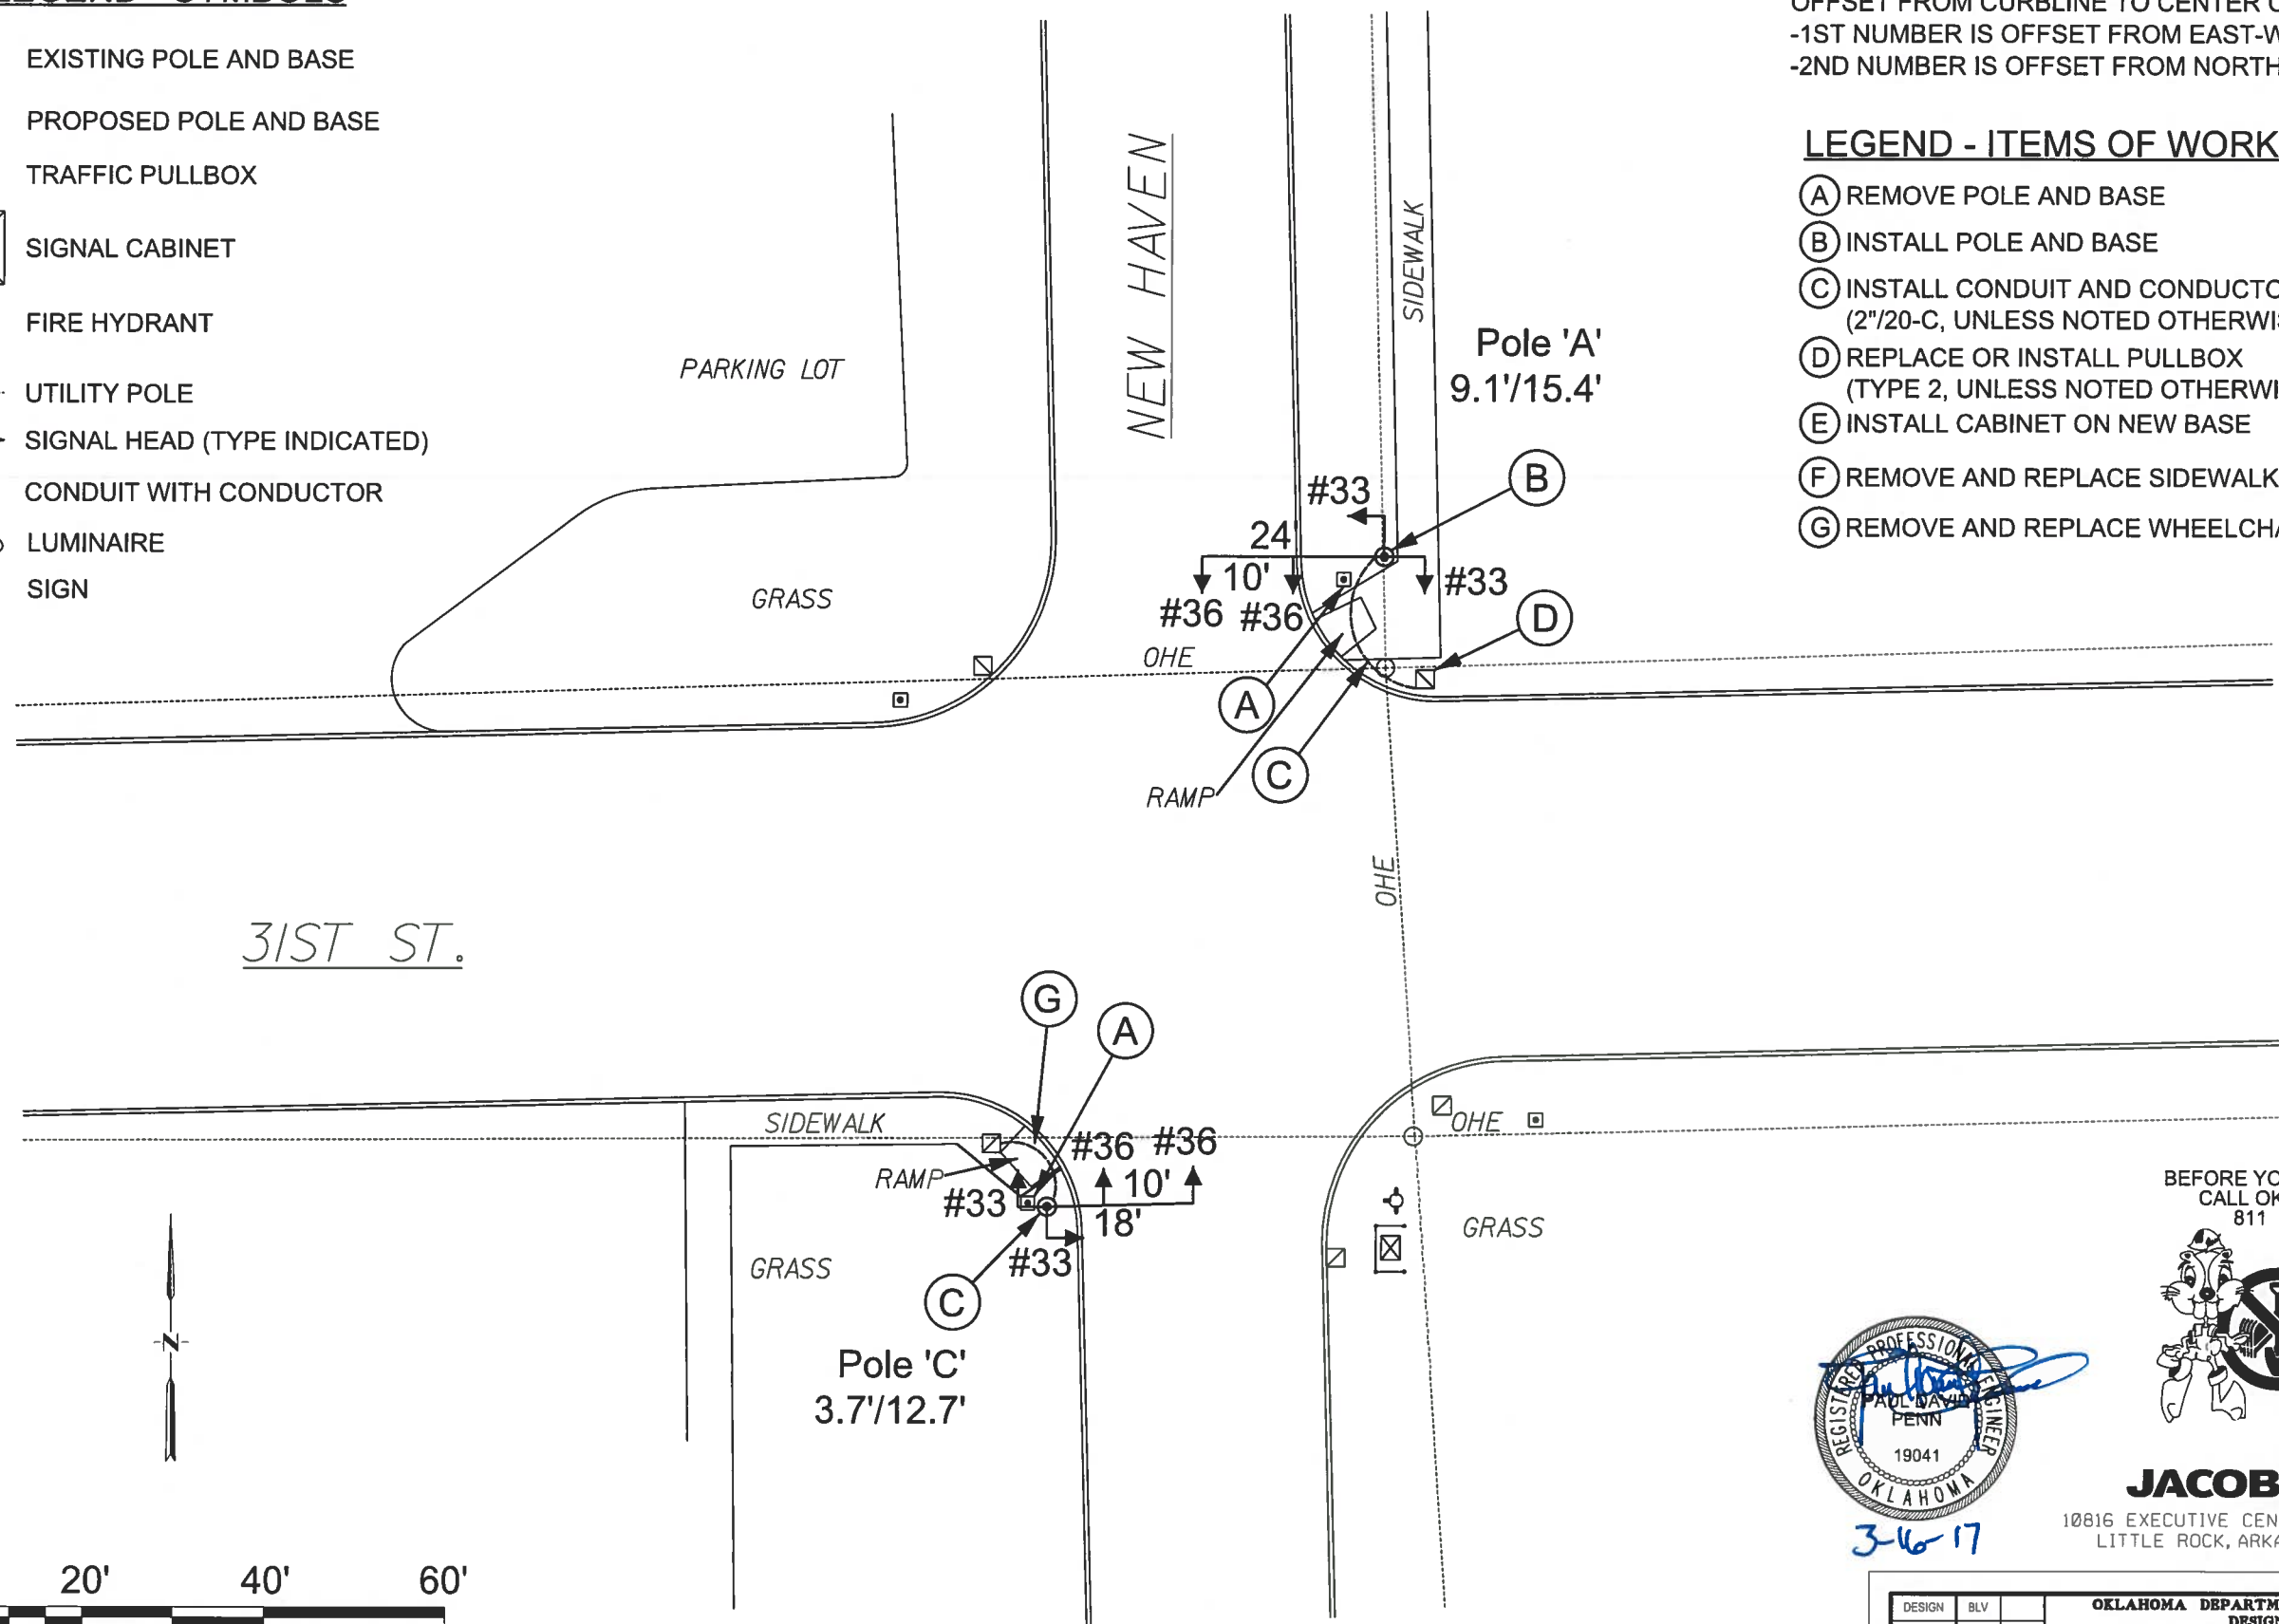 EXISTING POLE AND BASE
PROPOSED POLE AND BASE
TRAFFIC PULLBOX
SIGNAL CABINET
FIRE HYDRANT
UTILITY POLE
SIGNAL HEAD (TYPE INDICATED)
CONDUIT WITH CONDUCTOR
LUMINAIRE
SIGN
-1ST NUMBER IS OFFSET FROM EAST-W
-2ND NUMBER IS OFFSET FROM NORTH
LEGEND - ITEMS OF WORK
A REMOVE POLE AND BASE
B INSTALL POLE AND BASE
C INSTALL CONDUIT AND CONDUCTO
(2"/20-C, UNLESS NOTED OTHERWI
D REPLACE OR INSTALL PULLBOX
(TYPE 2, UNLESS NOTED OTHERWI
E INSTALL CABINET ON NEW BASE
F REMOVE AND REPLACE SIDEWALK
G REMOVE AND REPLACE WHEELCHA
NEW HAVEN
SIDEWALK
PARKING LOT
Pole 'A'
9.1'/15.4'
#33
B
24'
10'
#33
#36 #36
GRASS
D
OHE
A
C
RAMP
OHE
31ST ST.
G
A
SIDEWALK
#36 #36
OHE
RAMP
10'
#33
18'
GRASS
#33
GRASS
C
Pole 'C'
3.7'/12.7'
N
BEFORE YO
CALL OK
811
REGISTERED PROFESSIONAL ENGINEER
PAUL DAVID
PENN
19041
OKLAHOMA
3-16-17
JACOB
10816 EXECUTIVE CEN
LITTLE ROCK, ARKA
20' 40' 60'
DESIGN BLV
OKLAHOMA DEPARTM
DESIGN